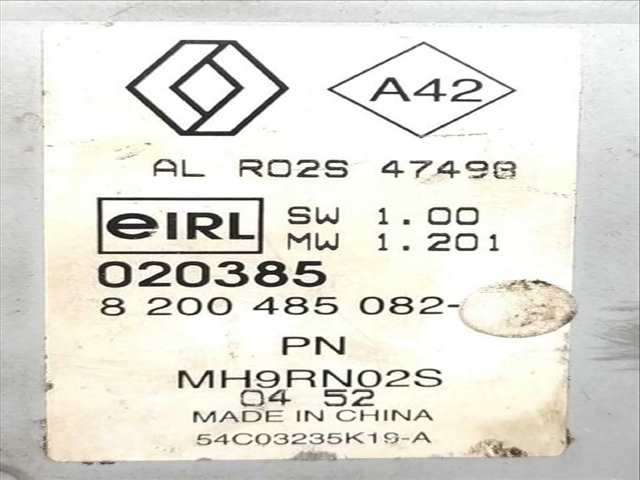 A42
AL R02S 47498
eIRL SW 1.00
MW 1.201
020385
8 200 485 082-
PN
MH9RN02S
04 52
MADE IN CHINA
54C03235K19-A